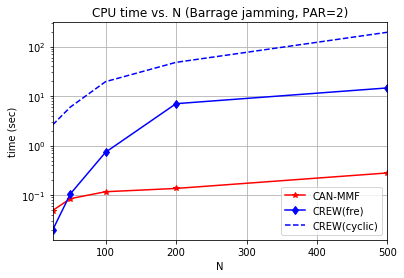 CPU time vs. N (Barrage jamming, PAR=2)
time (sec)
10²
10¹
10⁰
10⁻¹
CAN-MMF
CREW(fre)
CREW(cyclic)
100 200 300 400 500
N